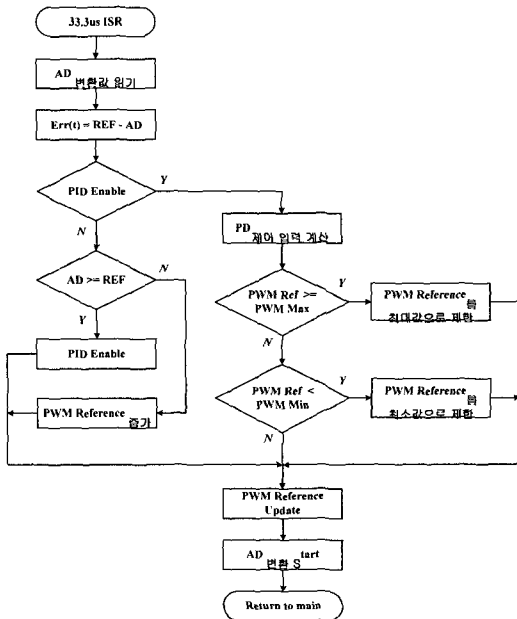 33.3us ISR
AD
변환값 읽기
Err(t) = REF - AD
PID Enable
Y
N
AD >= REF
N
Y
PID Enable
PWM Reference
증가
PD
제어 입력 계산
PWM Ref >=
PWM Max
Y
N
PWM Reference 를
최대값으로 제한
PWM Ref <
PWM Min
Y
N
PWM Reference 를
최소값으로 제한
PWM Reference
Update
AD tart
변환 S
Return to main